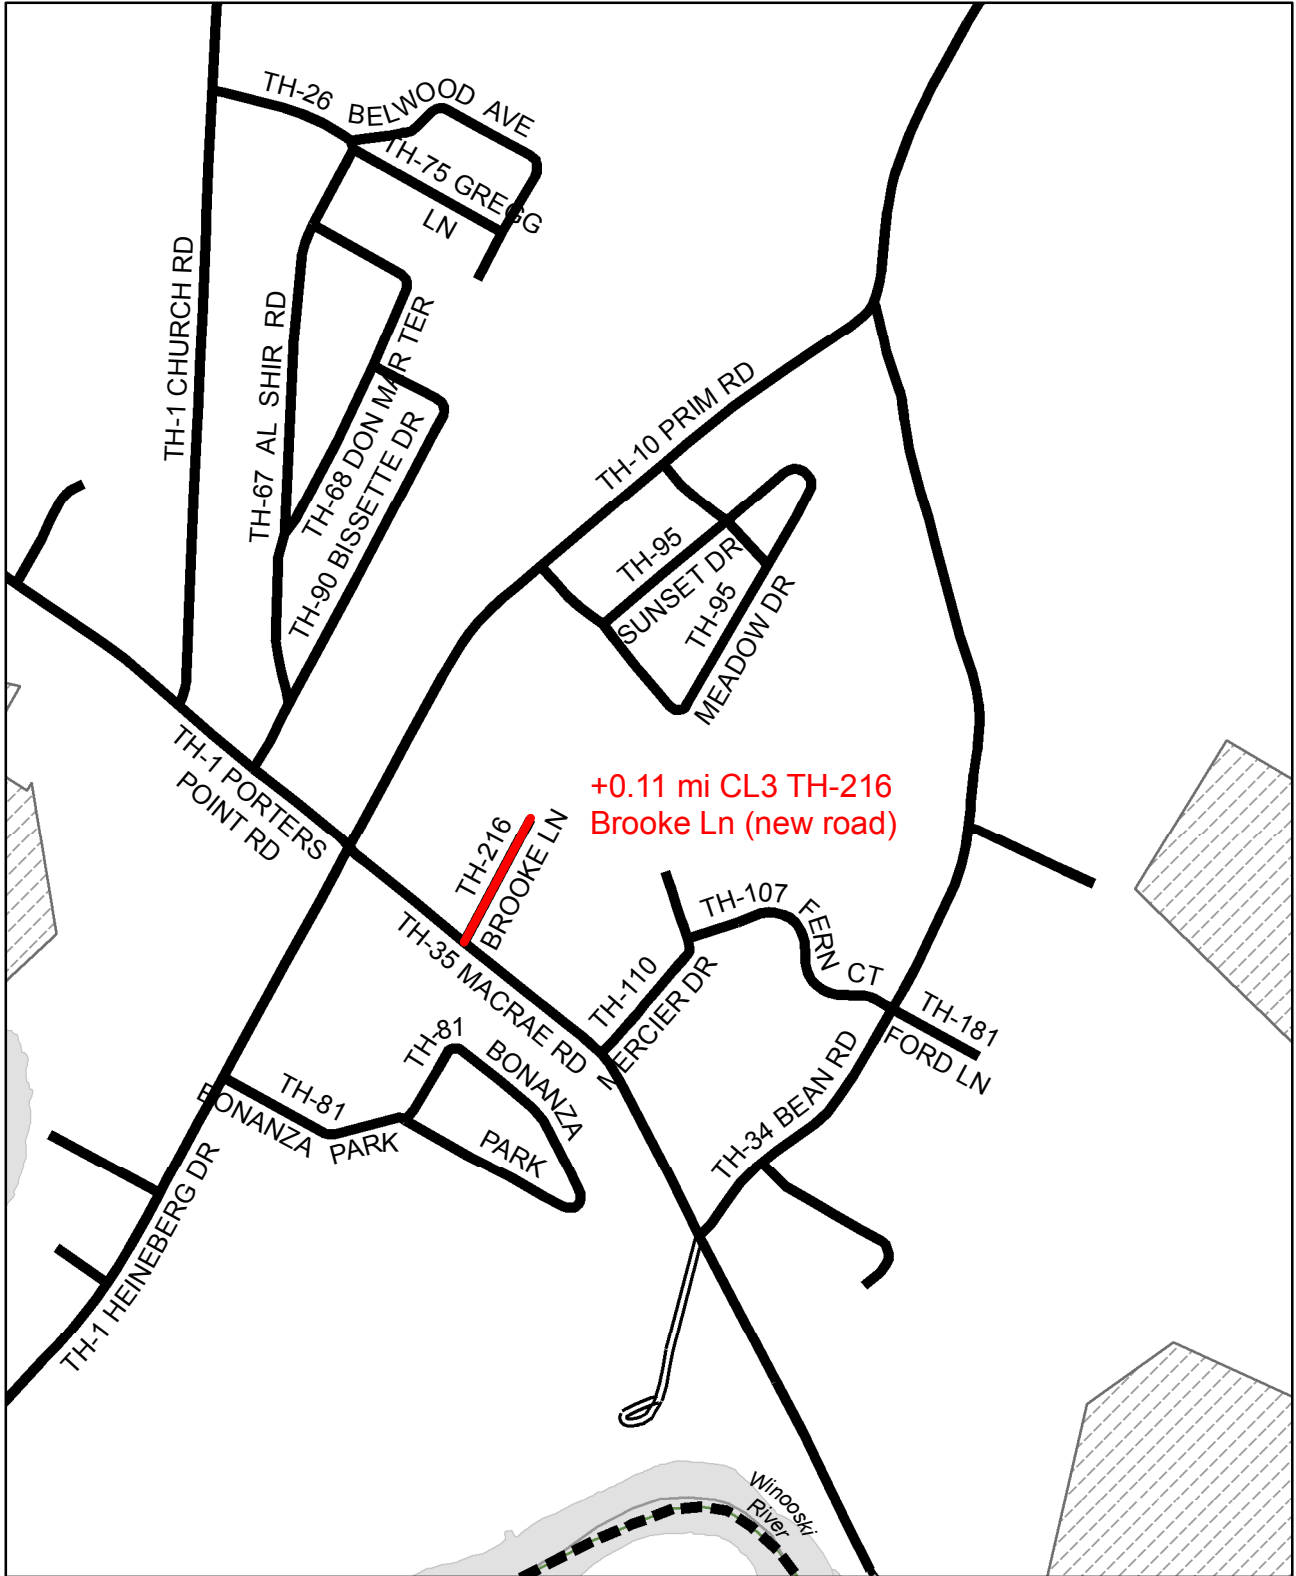 TH-26
BELWOOD AVE
TH-75 GREGG
LN
TH-1 CHURCH RD
TH-67 AL SHIR RD
TH-68 DON MAR TER
TH-90 BISSETTE DR
TH-10 PRIM RD
TH-95
SUNSET DR
TH-95
MEADOW DR
TH-1 PORTERS
POINT RD
+0.11 mi CL3 TH-216
Brooke Ln (new road)
TH-216
BROOKE LN
TH-35 MACRAE RD
TH-107
FERN CT
TH-110
MERCIER DR
TH-181
FORD LN
TH-81
BONANZA
PARK
TH-81
BONANZA PARK
TH-34 BEAN RD
TH-1 HEINEBERG DR
Winooski
River